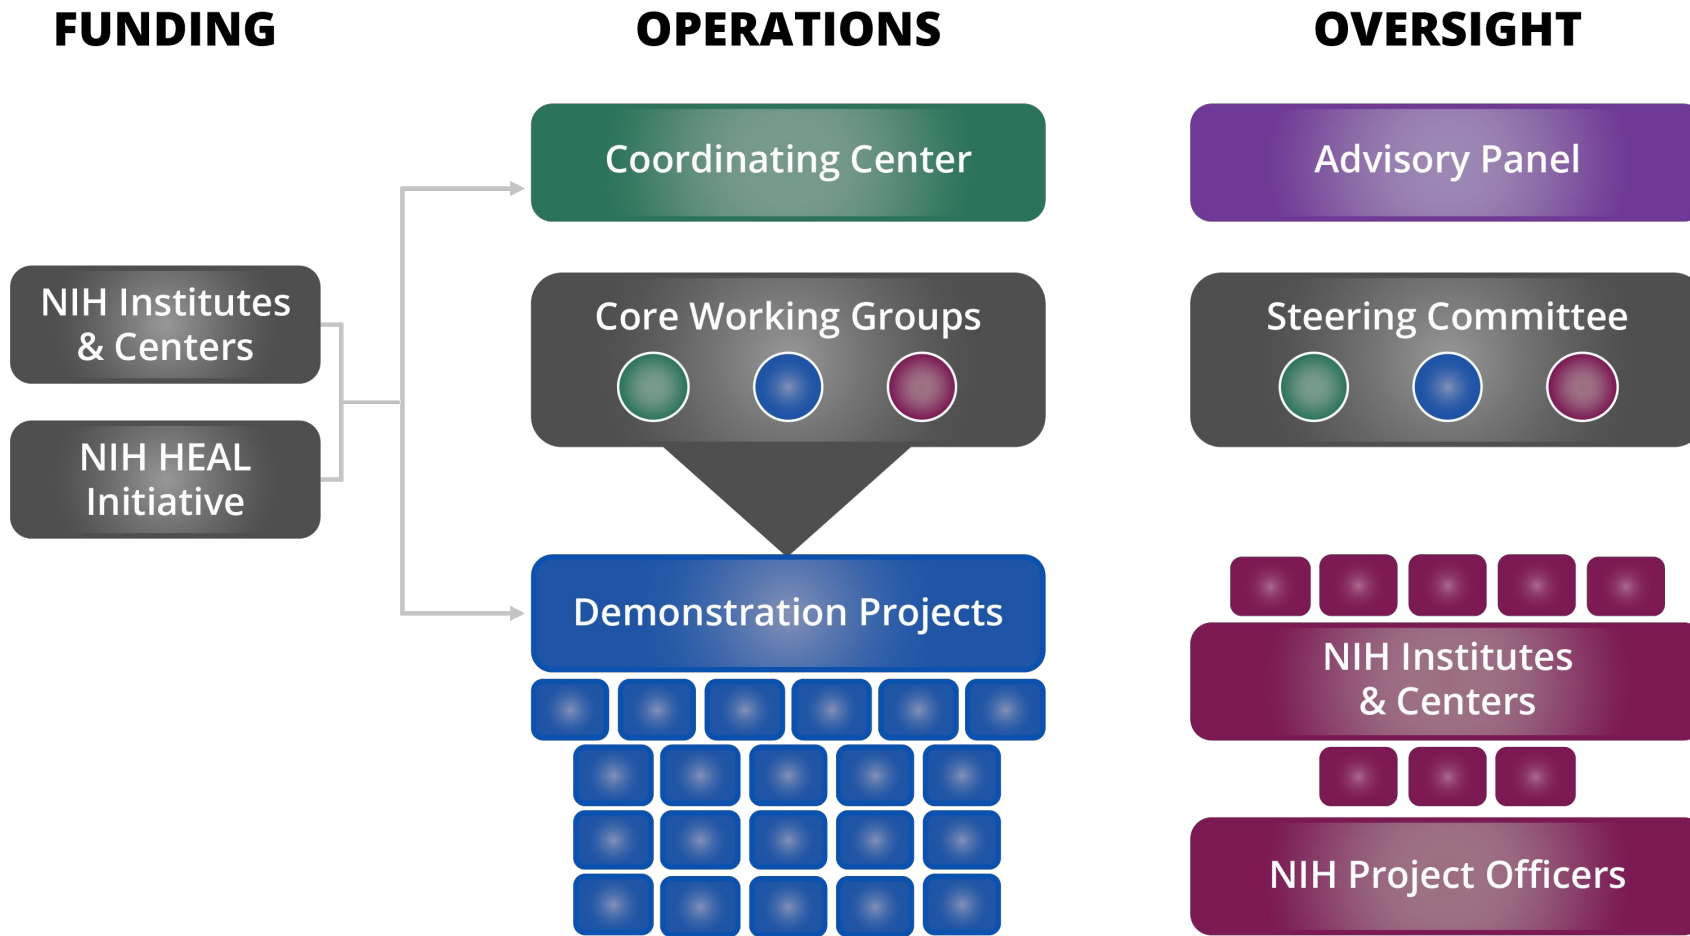 FUNDING
OPERATIONS
OVERSIGHT
NIH Institutes
& Centers
NIH HEAL
Initiative
Coordinating Center
Core Working Groups
Demonstration Projects
Advisory Panel
Steering Committee
NIH Institutes
& Centers
NIH Project Officers